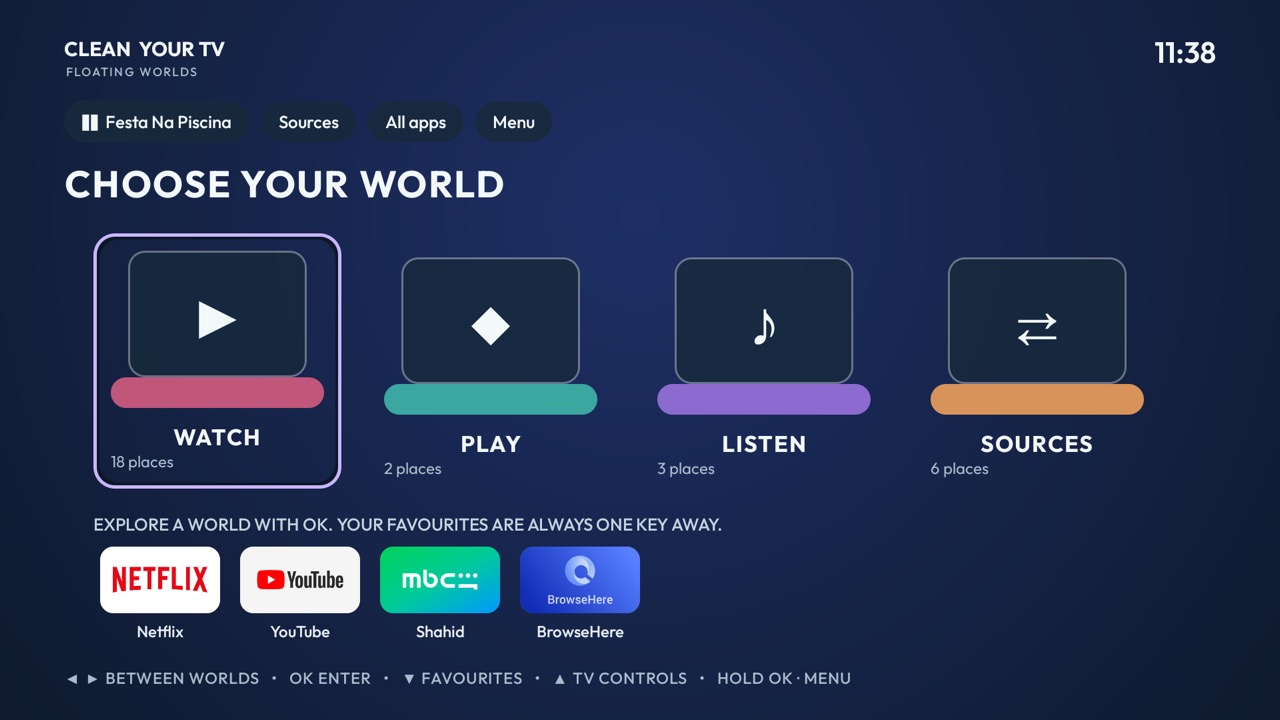 CLEAN YOUR TV
FLOATING WORLDS
11:38
Festa Na Piscina
Sources
All apps
Menu
CHOOSE YOUR WORLD
WATCH
18 places
PLAY
2 places
LISTEN
3 places
SOURCES
6 places
EXPLORE A WORLD WITH OK. YOUR FAVOURITES ARE ALWAYS ONE KEY AWAY.
NETFLIX
YouTube
mbc
BrowseHere
Netflix
YouTube
Shahid
BrowseHere
◄ ► BETWEEN WORLDS • OK ENTER • ▼ FAVOURITES • ▲ TV CONTROLS • HOLD OK · MENU